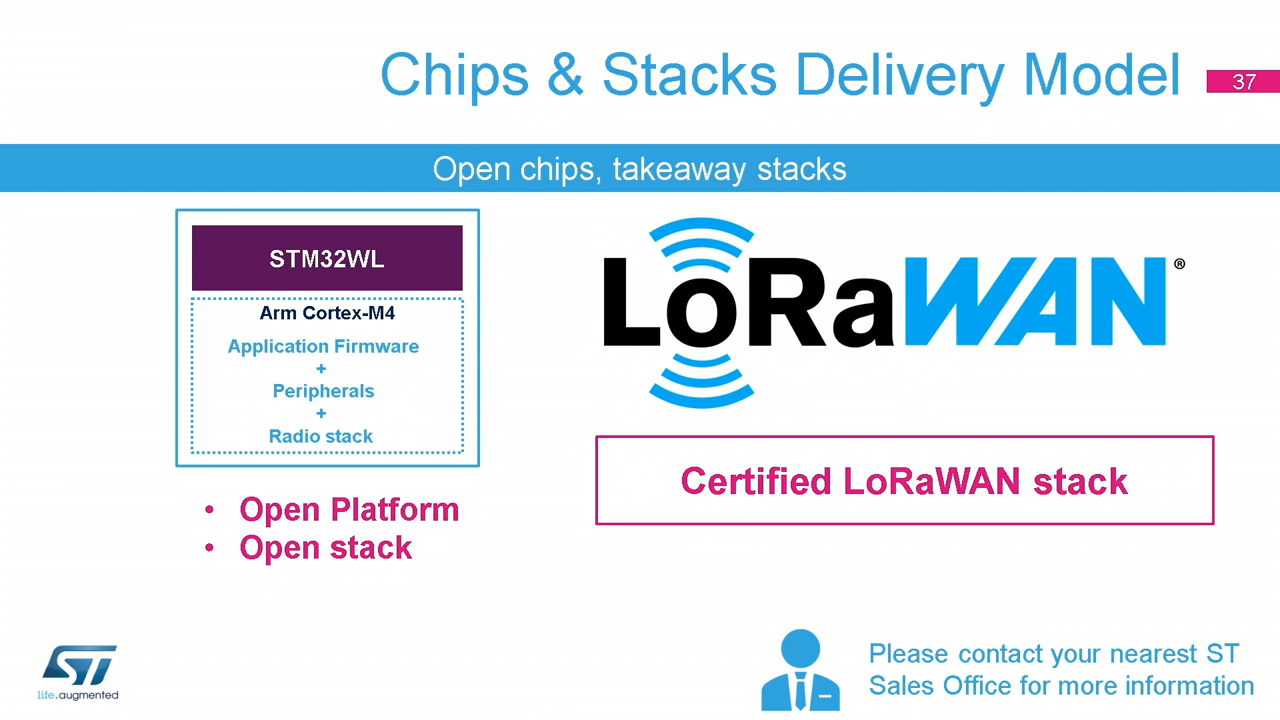 Chips & Stacks Delivery Model
37
Open chips, takeaway stacks
STM32WL
Arm Cortex-M4
Application Firmware
+
Peripherals
+
Radio stack
• Open Platform
• Open stack
LoRaWAN®
Certified LoRaWAN stack
ST
life.augmented
Please contact your nearest ST
Sales Office for more information